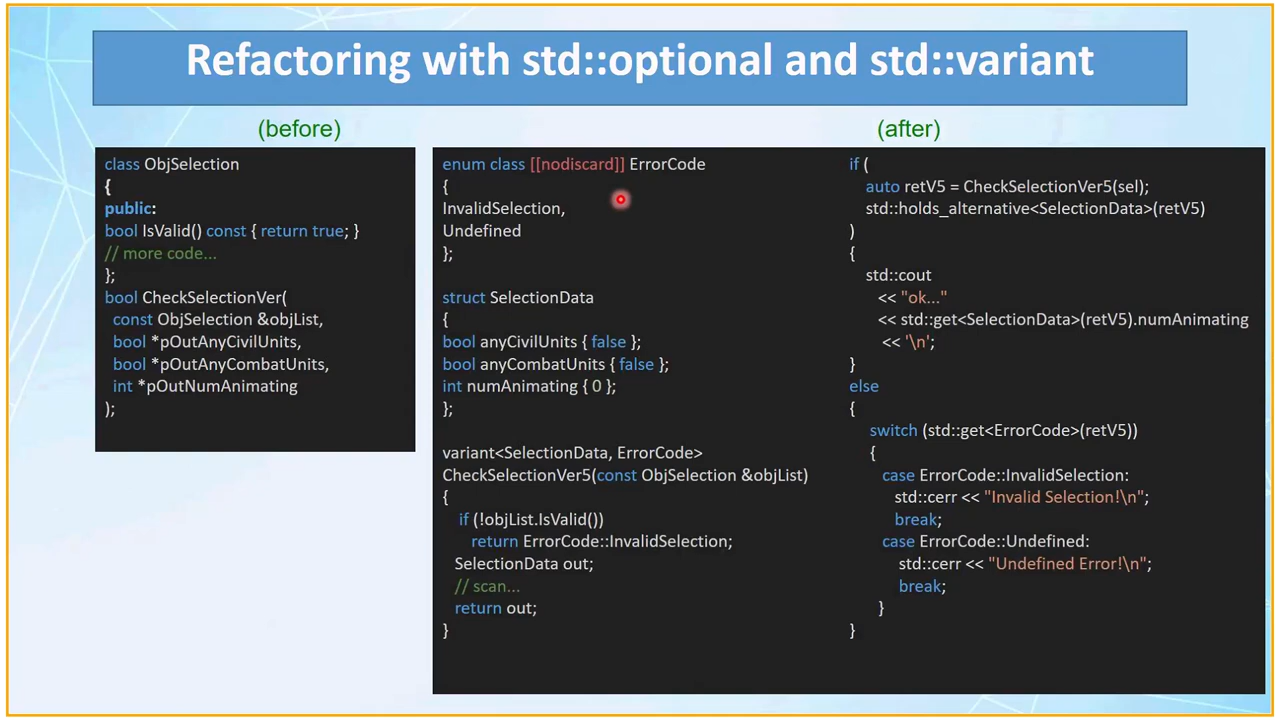 Refactoring with std::optional and std::variant
(before)
class ObjSelection
{
public:
bool IsValid() const { return true; }
// more code...
};
bool CheckSelectionVer(
const ObjSelection &objList,
bool *pOutAnyCivilUnits,
bool *pOutAnyCombatUnits,
int *pOutNumAnimating
);
(after)
enum class [[nodiscard]] ErrorCode
{
InvalidSelection,
Undefined
};
struct SelectionData
{
bool anyCivilUnits { false };
bool anyCombatUnits { false };
int numAnimating { 0 };
};
variant<SelectionData, ErrorCode>
CheckSelectionVer5(const ObjSelection &objList)
{
if (!objList.IsValid())
return ErrorCode::InvalidSelection;
SelectionData out;
// scan...
return out;
}
if (
auto retV5 = CheckSelectionVer5(sel);
std::holds_alternative<SelectionData>(retV5)
)
{
std::cout
<< "ok..."
<< std::get<SelectionData>(retV5).numAnimating
<< '\n';
}
else
{
switch (std::get<ErrorCode>(retV5))
{
case ErrorCode::InvalidSelection:
std::cerr << "Invalid Selection!\n";
break;
case ErrorCode::Undefined:
std::cerr << "Undefined Error!\n";
break;
}
}